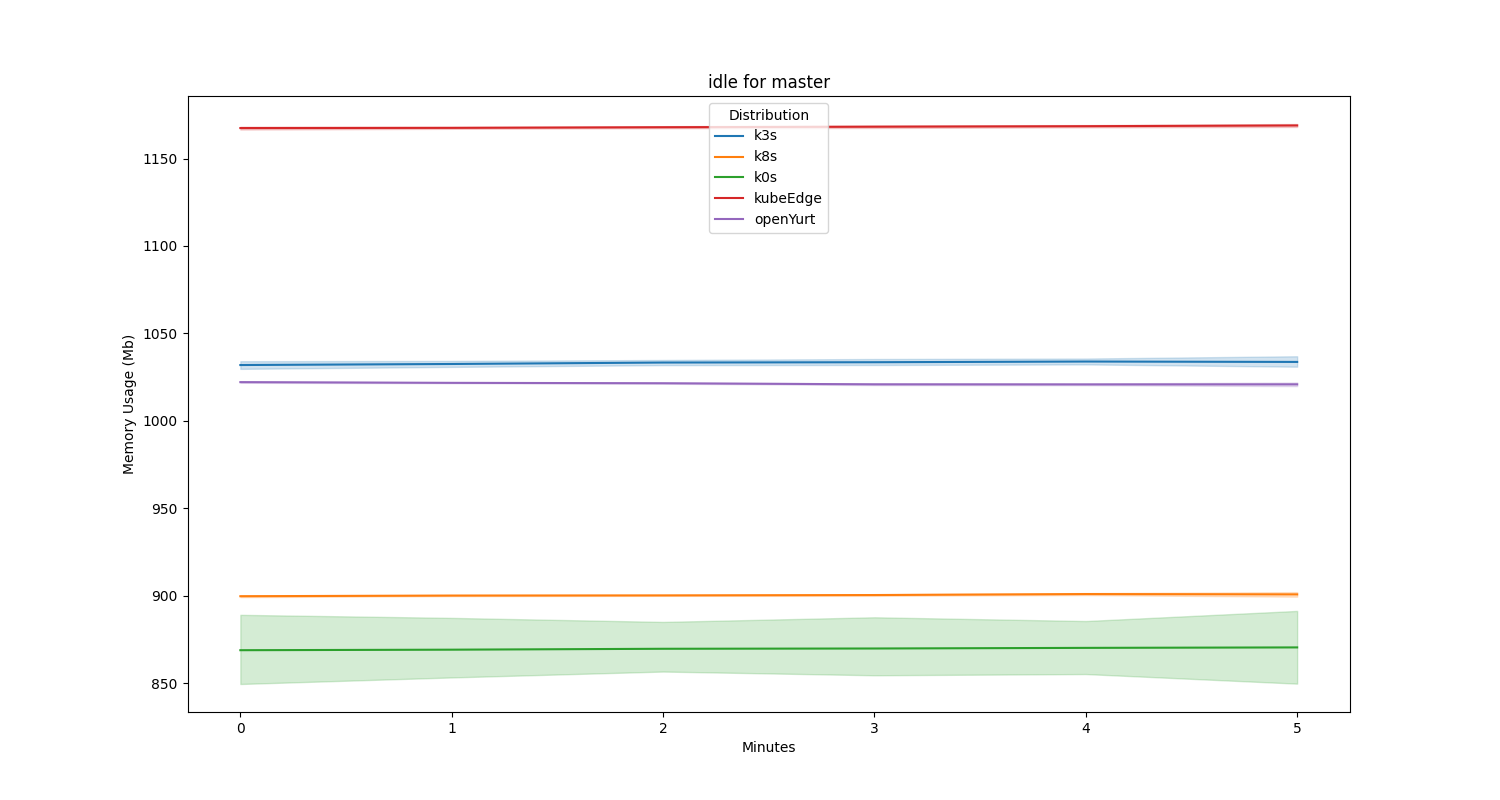 idle for master
Distribution
k3s
k8s
k0s
kubeEdge
openYurt
Memory Usage (Mb)
1150
1100
1050
1000
950
900
850
0 1 2 3 4 5
Minutes